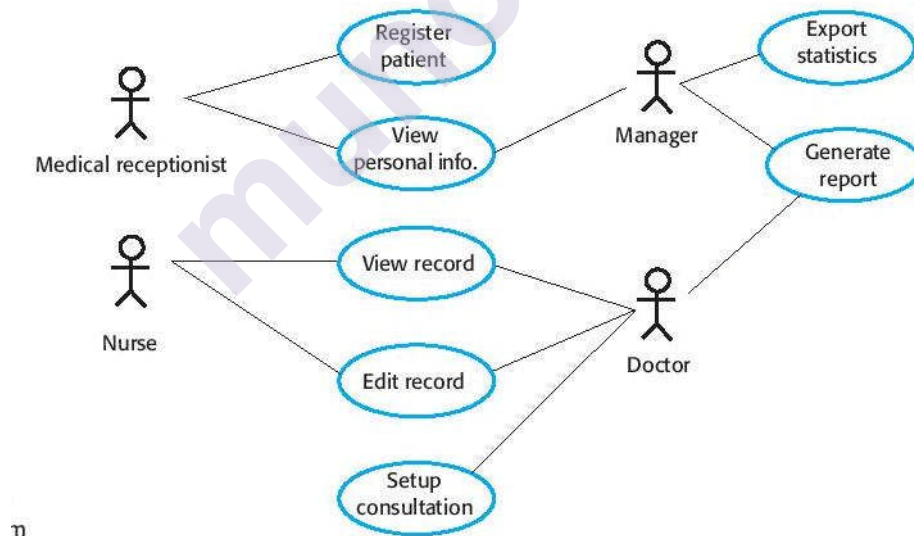 Register
patient
Export
statistics
Medical receptionist
View
personal info.
Manager
Generate
report
View record
Nurse
Edit record
Doctor
Setup
consultation